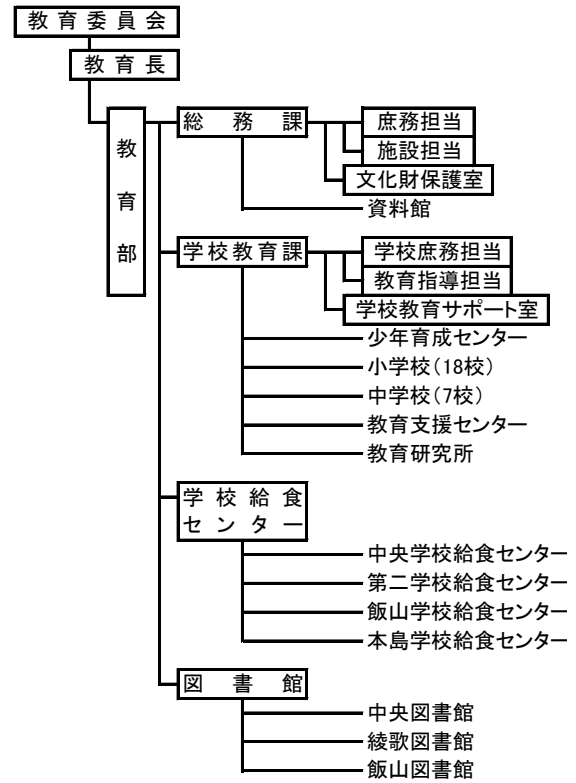 教育委員会
教育長
教育部
総務課
庶務担当
施設担当
文化財保護室
資料館
学校教育課
学校庶務担当
教育指導担当
学校教育サポート室
少年育成センター
小学校(18校)
中学校(7校)
教育支援センター
教育研究所
学校給食
センター
中央学校給食センター
第二学校給食センター
飯山学校給食センター
本島学校給食センター
図書館
中央図書館
綾歌図書館
飯山図書館